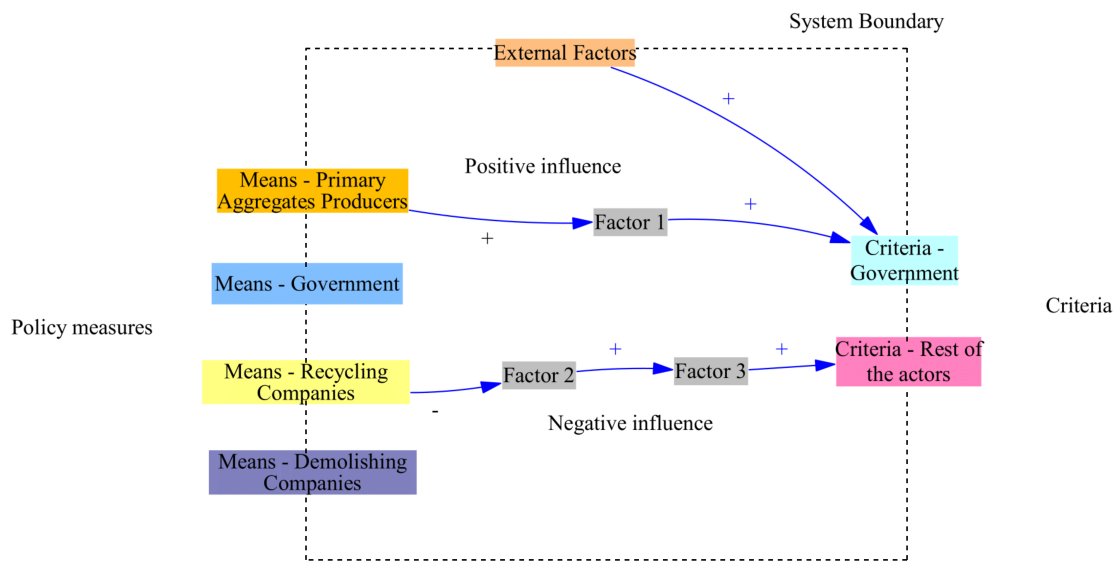 System Boundary
External Factors
+
Positive influence
Means - Primary
Aggregates Producers
+
Factor 1
+
Criteria -
Government
Means - Government
Criteria
Policy measures
Means - Recycling
Companies
-
Factor 2
+
Factor 3
+
Criteria - Rest of
the actors
Negative influence
Means - Demolishing
Companies